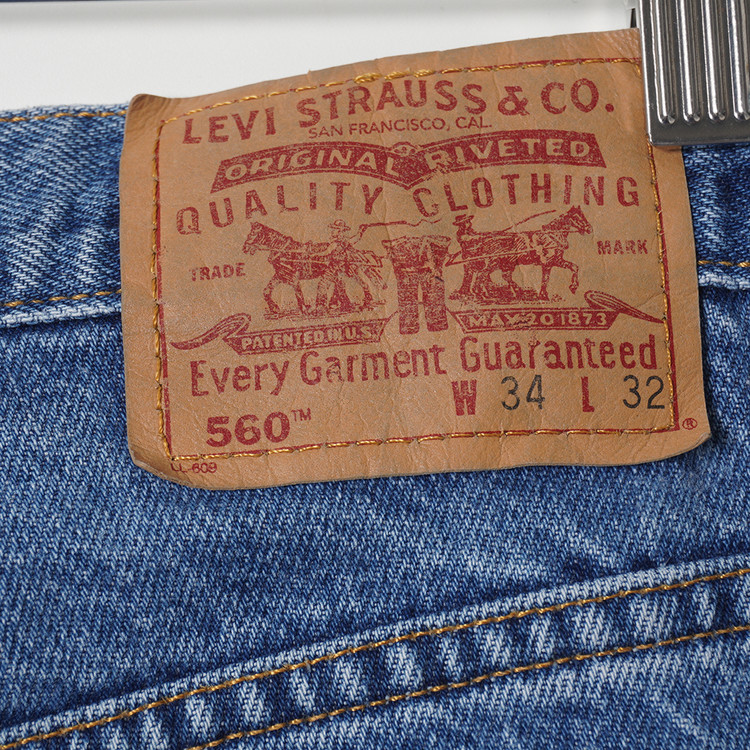 LEVI STRAUSS & CO.
SAN FRANCISCO, CAL.
ORIGINAL RIVETED
QUALITY CLOTHING
TRADE MARK
PATENTED IN U.S. MAY 20 1873
Every Garment Guaranteed
W 34 L 32
560™
®
LL-609